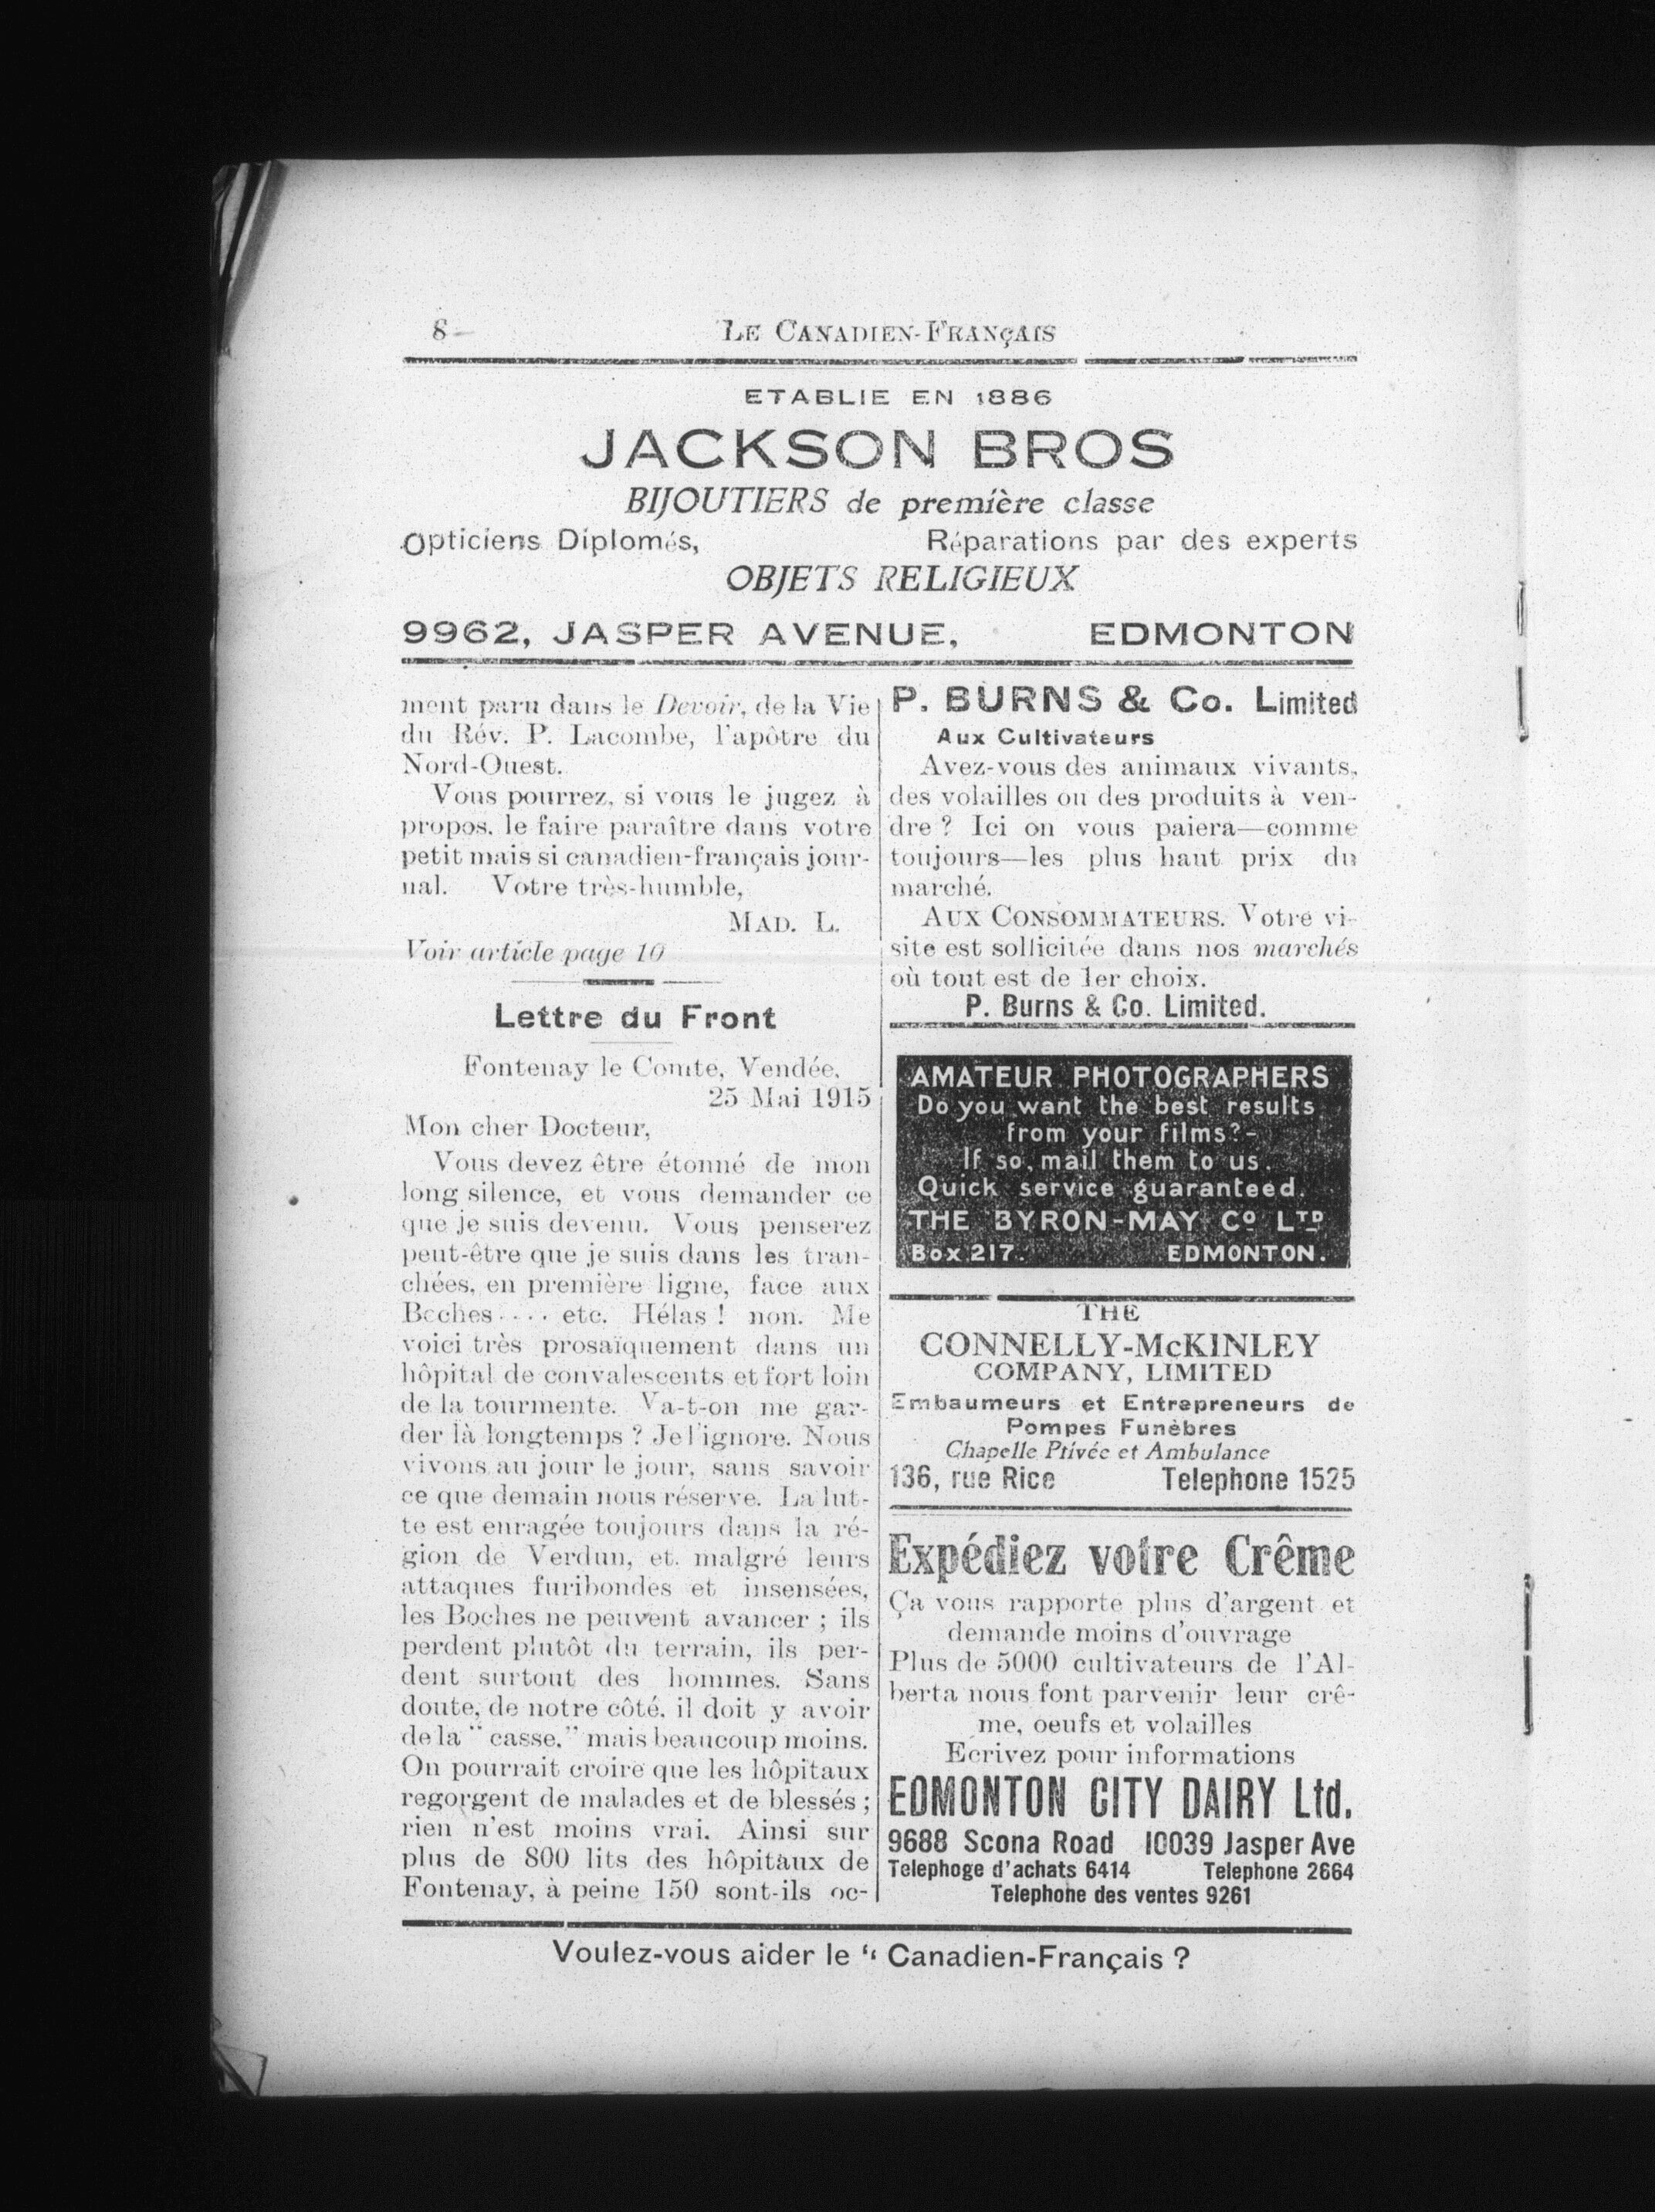 8
LE CANADIEN-FRANÇAIS
ETABLIE EN 1886
JACKSON BROS
BIJOUTIERS de première classe
Opticiens Diplomés, Réparations par des experts
OBJETS RELIGIEUX
9962, JASPER AVENUE, EDMONTON
ment paru dans le Devoir, de la Vie
du Rév. P. Lacombe, l'apôtre du
Nord-Ouest.
Vous pourrez, si vous le jugez à
propos, le faire paraître dans votre
petit mais si canadien-français jour-
nal. Votre très-humble,
MAD. L.
Voir article page 10
Lettre du Front
Fontenay le Comte, Vendée,
25 Mai 1915
Mon cher Docteur,
Vous devez être étonné de mon
long silence, et vous demander ce
que je suis devenu. Vous penserez
peut-être que je suis dans les tran-
chées, en première ligne, face aux
Boches.... etc. Hélas ! non. Me
voici très prosaïquement dans un
hôpital de convalescents et fort loin
de la tourmente. Va-t-on me gar-
der là longtemps ? Je l'ignore. Nous
vivons au jour le jour, sans savoir
ce que demain nous réserve. La lut-
te est enragée toujours dans la ré-
gion de Verdun, et, malgré leurs
attaques furibondes et insensées,
les Boches ne peuvent avancer ; ils
perdent plutôt du terrain, ils per-
dent surtout des hommes. Sans
doute, de notre côté, il doit y avoir
de la "casse," mais beaucoup moins.
On pourrait croire que les hôpitaux
regorgent de malades et de blessés ;
rien n'est moins vrai. Ainsi sur
plus de 800 lits des hôpitaux de
Fontenay, à peine 150 sont-ils oc-
P. BURNS & Co. Limited
Aux Cultivateurs
Avez-vous des animaux vivants,
des volailles ou des produits à ven-
dre ? Ici on vous paiera—comme
toujours—les plus haut prix du
marché.
AUX CONSOMMATEURS. Votre vi-
site est sollicitée dans nos marchés
où tout est de 1er choix.
P. Burns & Co. Limited.
AMATEUR PHOTOGRAPHERS
Do you want the best results
from your films?-
If so, mail them to us.
Quick service guaranteed.
THE BYRON-MAY Co LTD
Box 217. EDMONTON.
THE
CONNELLY-McKINLEY
COMPANY, LIMITED
Embaumeurs et Entrepreneurs de
Pompes Funèbres
Chapelle Ptivée et Ambulance
136, rue Rice Telephone 1525
Expédiez votre Crême
Ça vous rapporte plus d'argent et
demande moins d'ouvrage
Plus de 5000 cultivateurs de l'Al-
berta nous font parvenir leur crê-
me, oeufs et volailles
Ecrivez pour informations
EDMONTON CITY DAIRY Ltd.
9688 Scona Road 10039 Jasper Ave
Telephoge d'achats 6414 Telephone 2664
Telephone des ventes 9261
Voulez-vous aider le " Canadien-Français ?